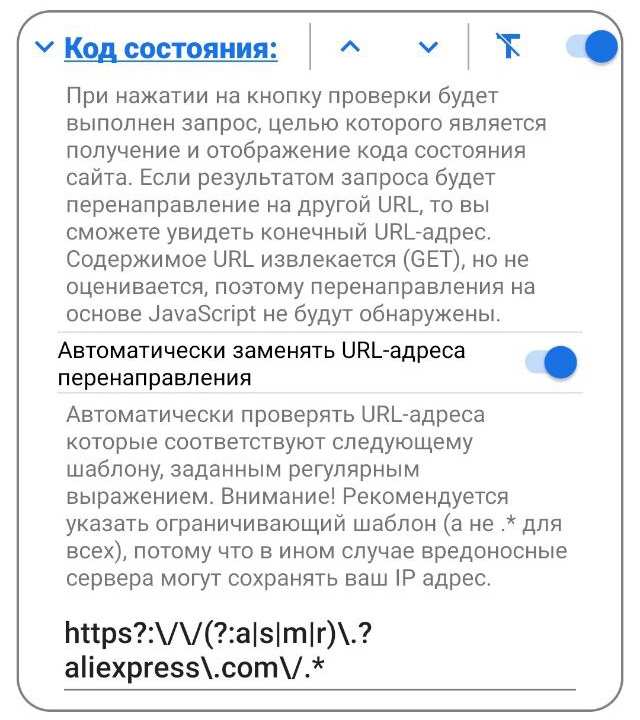 Код состояния:
При нажатии на кнопку проверки будет
выполнен запрос, целью которого является
получение и отображение кода состояния
сайта. Если результатом запроса будет
перенаправление на другой URL, то вы
сможете увидеть конечный URL-адрес.
Содержимое URL извлекается (GET), но не
оценивается, поэтому перенаправления на
основе JavaScript не будут обнаружены.
Автоматически заменять URL-адреса
перенаправления
Автоматически проверять URL-адреса
которые соответствуют следующему
шаблону, заданным регулярным
выражением. Внимание! Рекомендуется
указать ограничивающий шаблон (а не .* для
всех), потому что в ином случае вредоносные
сервера могут сохранять ваш IP адрес.
https?:\/\/(?:a|s|m|r)\.?
aliexpress\.com\/.*